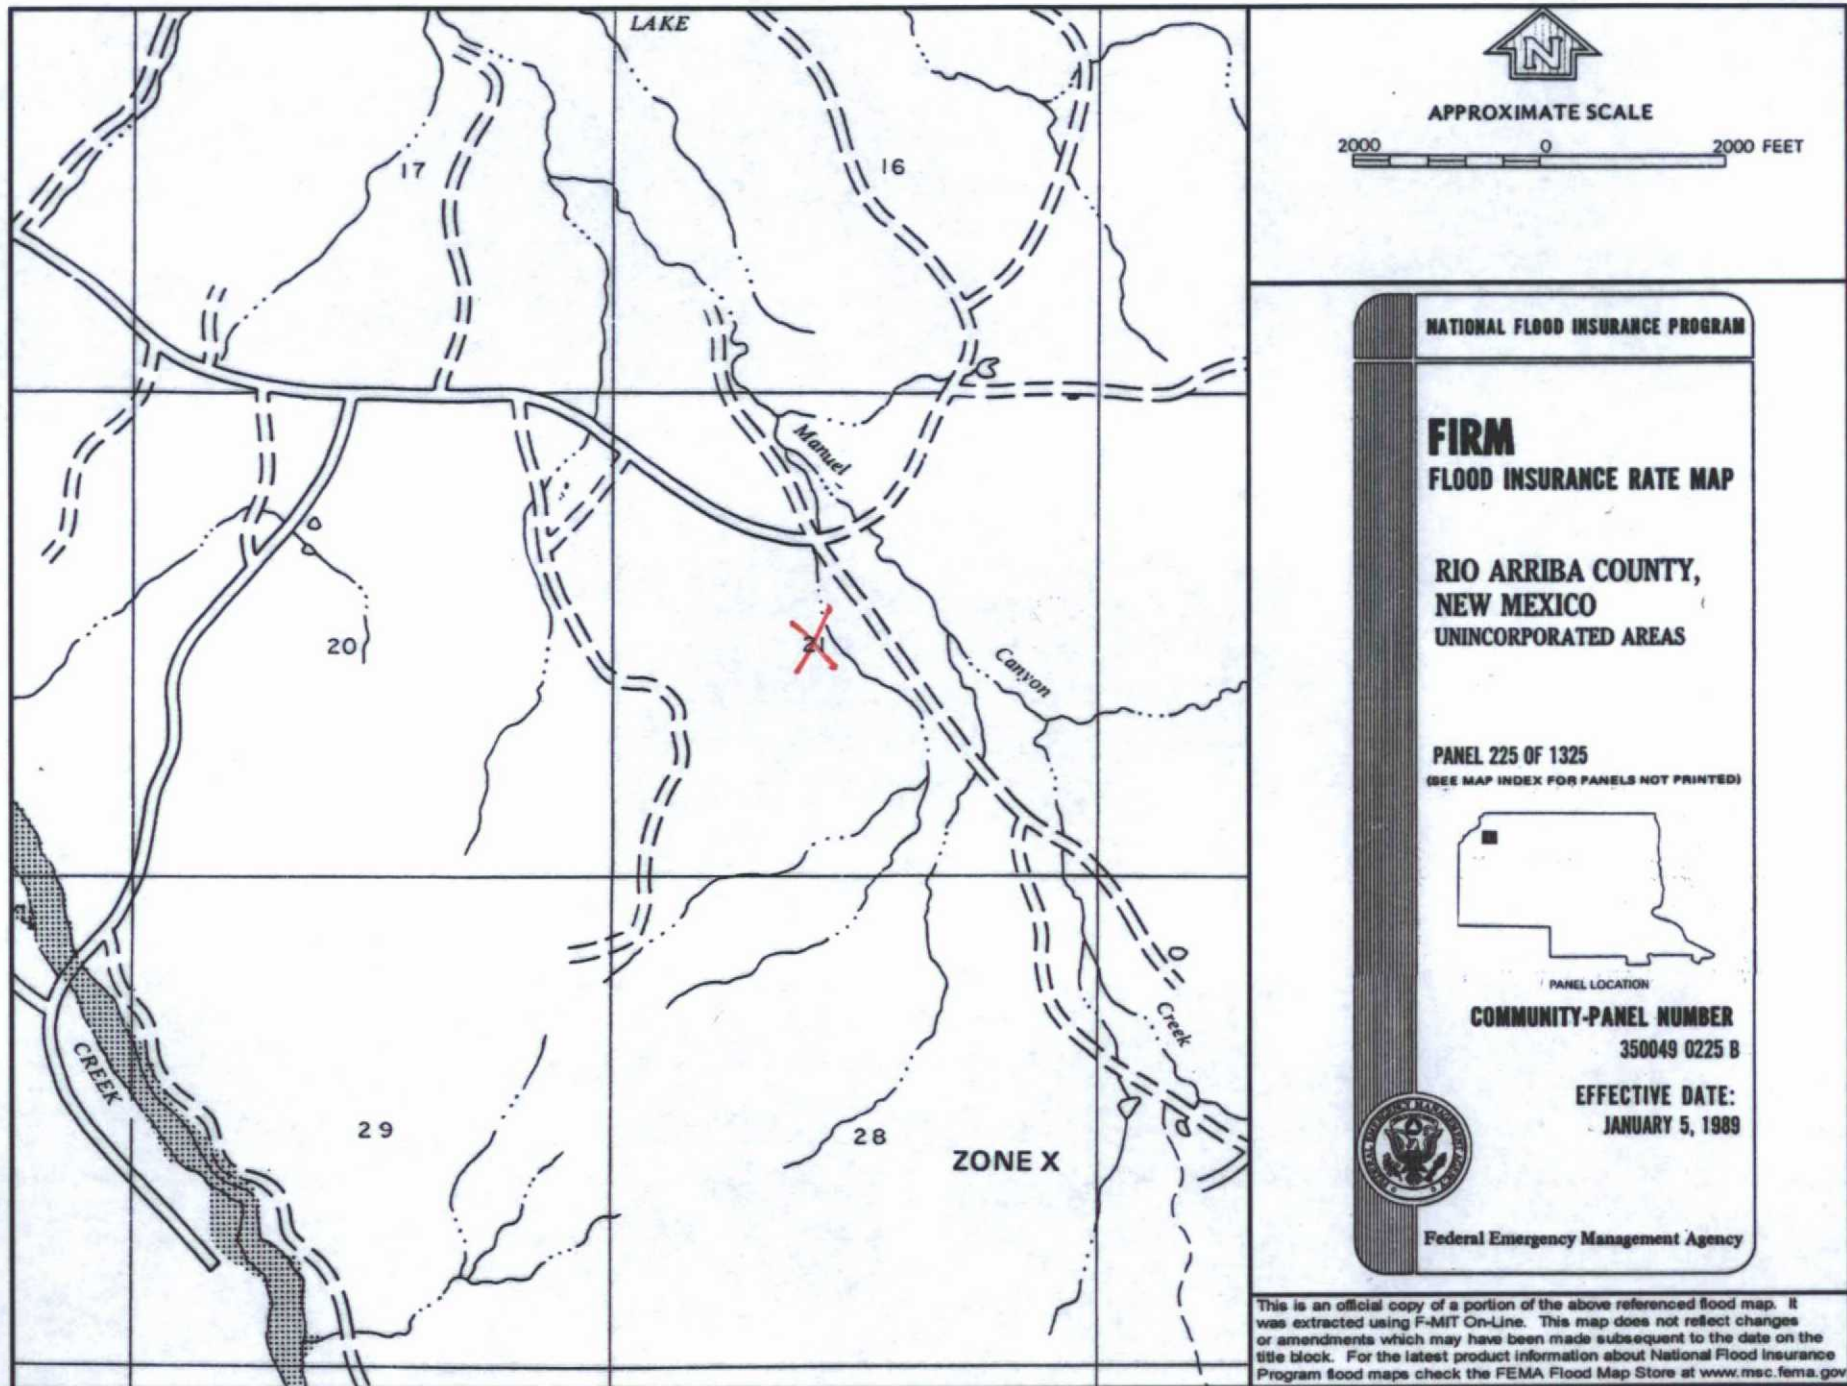 LAKE
17
16
Manuel
20
21
Canyon
CREEK
29
28
ZONE X
Creek
N
APPROXIMATE SCALE
2000 0 2000 FEET
NATIONAL FLOOD INSURANCE PROGRAM
FIRM
FLOOD INSURANCE RATE MAP
RIO ARRIBA COUNTY,
NEW MEXICO
UNINCORPORATED AREAS
PANEL 225 OF 1325
(SEE MAP INDEX FOR PANELS NOT PRINTED)
PANEL LOCATION
COMMUNITY-PANEL NUMBER
350049 0225 B
EFFECTIVE DATE:
JANUARY 5, 1989
FEDERAL EMERGENCY MANAGEMENT AGENCY
Federal Emergency Management Agency
This is an official copy of a portion of the above referenced flood map. It
was extracted using F-MIT On-Line. This map does not reflect changes
or amendments which may have been made subsequent to the date on the
title block. For the latest product information about National Flood Insurance
Program flood maps check the FEMA Flood Map Store at www.msc.fema.gov